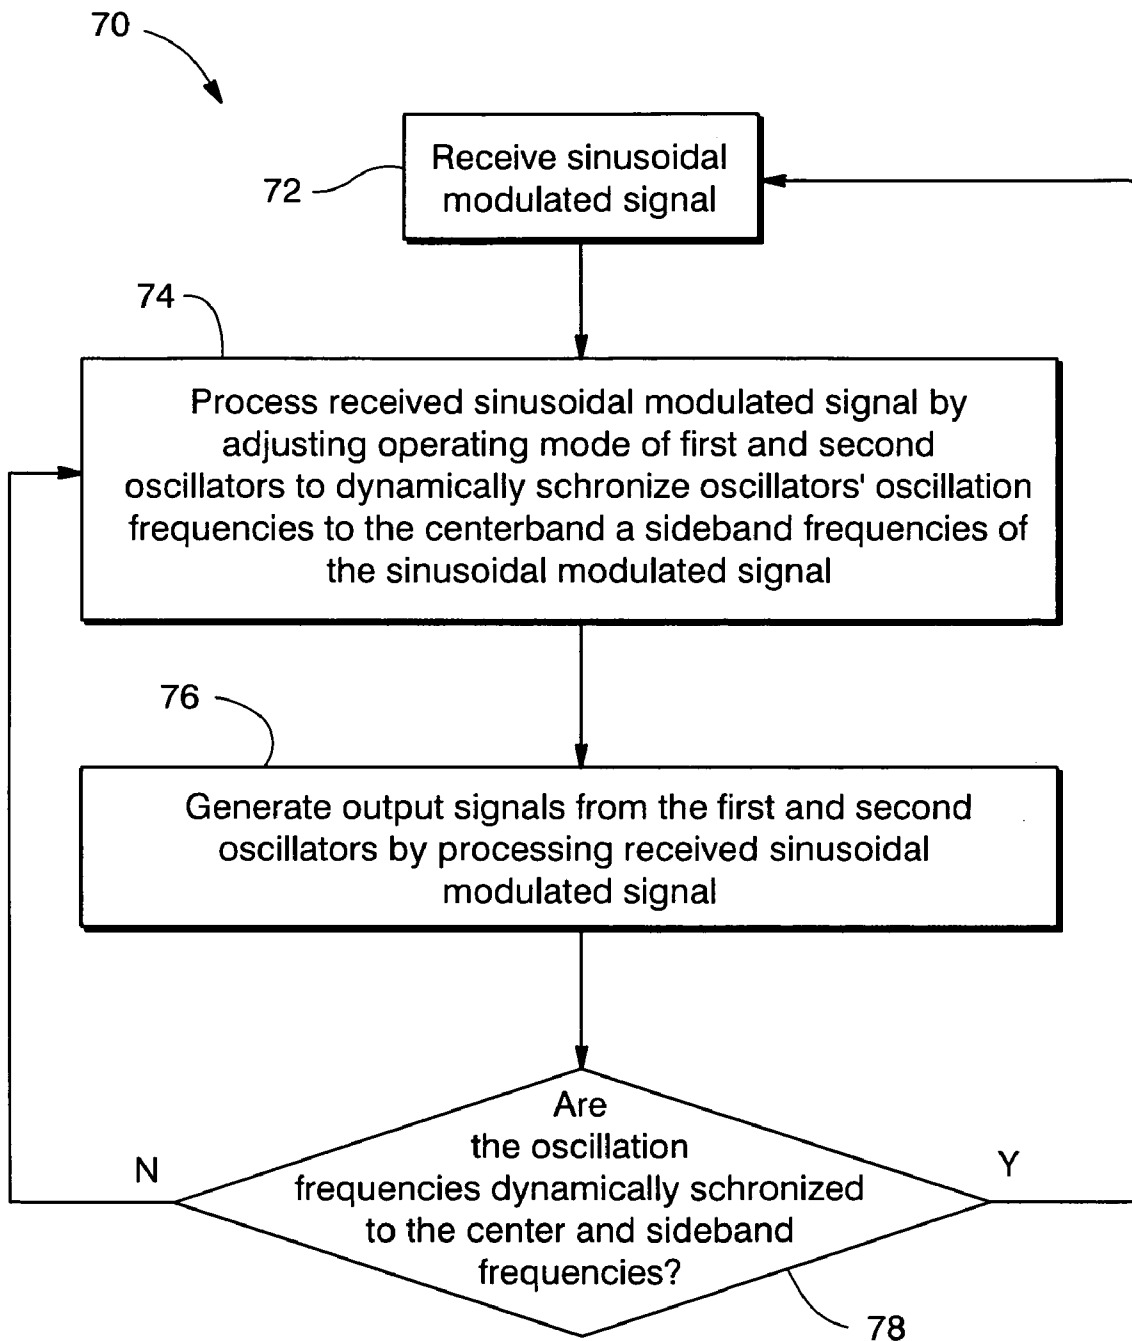 70
72
Receive sinusoidal
modulated signal
74
Process received sinusoidal modulated signal by
adjusting operating mode of first and second
oscillators to dynamically schronize oscillators' oscillation
frequencies to the centerband a sideband frequencies of
the sinusoidal modulated signal
76
Generate output signals from the first and second
oscillators by processing received sinusoidal
modulated signal
Are
the oscillation
frequencies dynamically schronized
to the center and sideband
frequencies?
N
Y
78